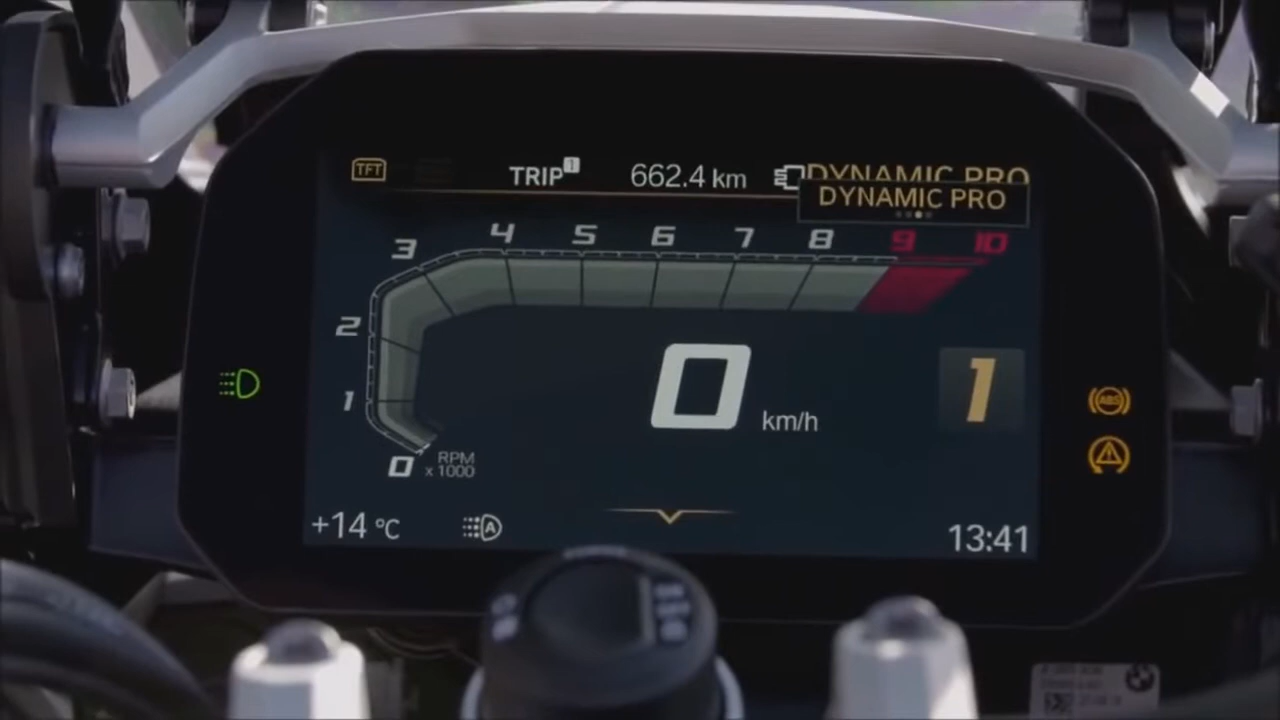 TFT
TRIP 1
662.4 km
DYNAMIC PRO
DYNAMIC PRO
3 4 5 6 7 8 9 10
2
1
0
RPM
x 1000
0 km/h
1
ABS
+14 °C
A
13:41